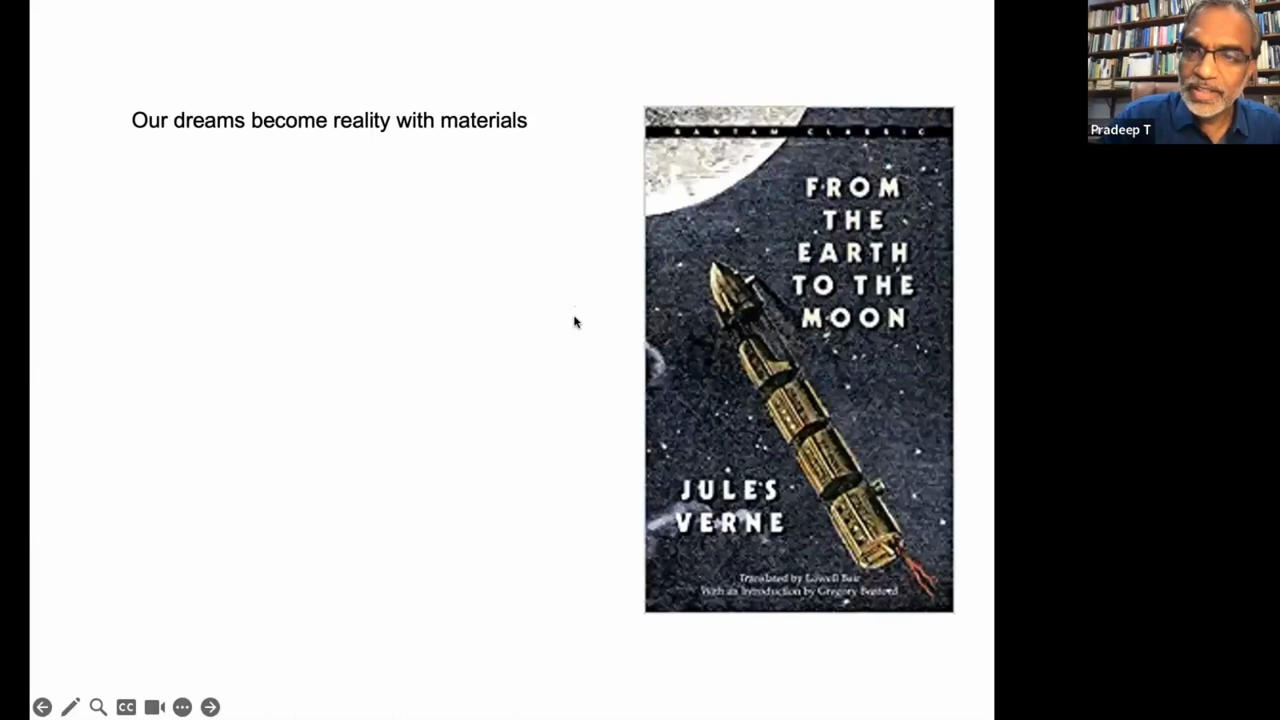 Our dreams become reality with materials
BANTAM CLASSIC
FROM
THE
EARTH
TO THE
MOON
JULES
VERNE
Translated by Lowell Bair
With an Introduction by Gregory Benford
Pradeep T
CC